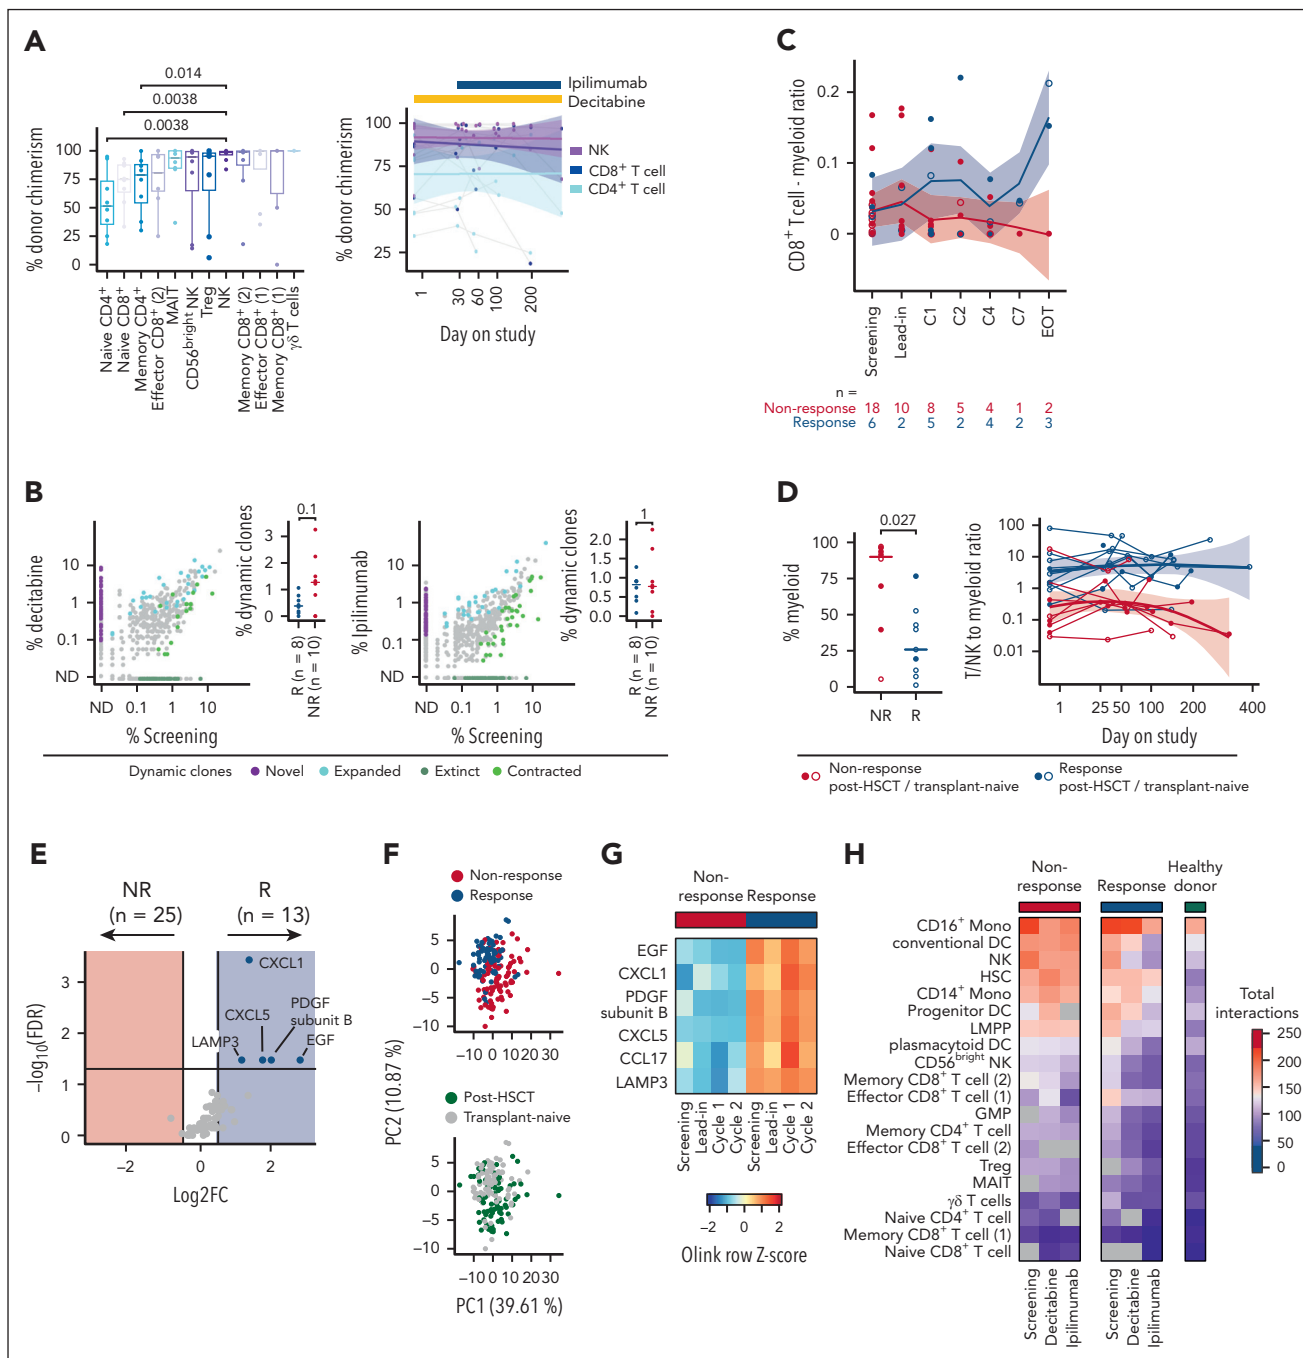 A
0.014
0.0038
0.0038
% donor chimerism
100
75
50
25
0
Naive CD4+
Naive CD8+
Memory CD4+
Effector CD8+ (2)
MAIT
CD56bright NK
Treg
NK
Memory CD8+ (2)
Effector CD8+ (1)
Memory CD8+ (1)
γδ T cells
Ipilimumab
Decitabine
% donor chimerism
100
75
50
25
NK
CD8+ T cell
CD4+ T cell
1
30
60
100
200
Day on study
C
CD8+ T cell - myeloid ratio
0.2
0.1
0
Screening
Lead-in
C1
C2
C4
C7
EOT
n =
Non-response 18 10 8 5 4 1 2
Response 6 2 5 2 4 2 3
B
% decitabine
10
1
0.1
ND
ND 0.1 1 10
% Screening
% dynamic clones
0.1
3
2
1
0
R (n = 8)
NR (n = 10)
% Ipilimumab
10
1
0.1
ND
ND 0.1 1 10
% Screening
% dynamic clones
1
2.0
1.5
1.0
0.5
0.0
R (n = 8)
NR (n = 10)
Dynamic clones Novel Expanded Extinct Contracted
D
% myeloid
0.027
100
75
50
25
0
NR R
T/NK to myeloid ratio
100
10
1
0.1
0.01
1 25 50 100 200 400
Day on study
Non-response
post-HSCT / transplant-naive
Response
post-HSCT / transplant-naive
E
NR
(n = 25)
R
(n = 13)
−log10(FDR)
3
2
1
0
CXCL1
PDGF
subunit B
CXCL5
LAMP3
EGF
−2 0 2
Log2FC
F
Non-response
Response
5
0
−5
−10
−10 0 10 20 30
PC2 (10.87 %)
Post-HSCT
Transplant-naive
5
0
−5
−10
−10 0 10 20 30
PC1 (39.61 %)
G
Non-
response
Response
EGF
CXCL1
PDGF
subunit B
CXCL5
CCL17
LAMP3
Screening
Lead-in
Cycle 1
Cycle 2
Screening
Lead-in
Cycle 1
Cycle 2
−2 0 2
Olink row Z-score
H
Non-
response
Response
Healthy
donor
CD16+ Mono
conventional DC
NK
HSC
CD14+ Mono
Progenitor DC
LMPP
plasmacytoid DC
CD56bright NK
Memory CD8+ T cell (2)
Effector CD8+ T cell (1)
GMP
Memory CD4+ T cell
Effector CD8+ T cell (2)
Treg
MAIT
γδ T cells
Naive CD4+ T cell
Memory CD8+ T cell (1)
Naive CD8+ T cell
Screening
Decitabine
Ipilimumab
Screening
Decitabine
Ipilimumab
Total
interactions
250
200
150
100
50
0